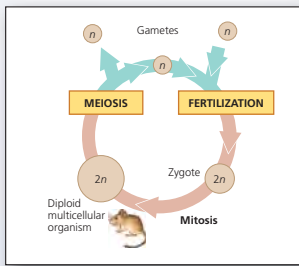 Gametes
n
n
n
MEIOSIS
FERTILIZATION
Zygote
2n
2n
Diploid
multicellular
organism
Mitosis